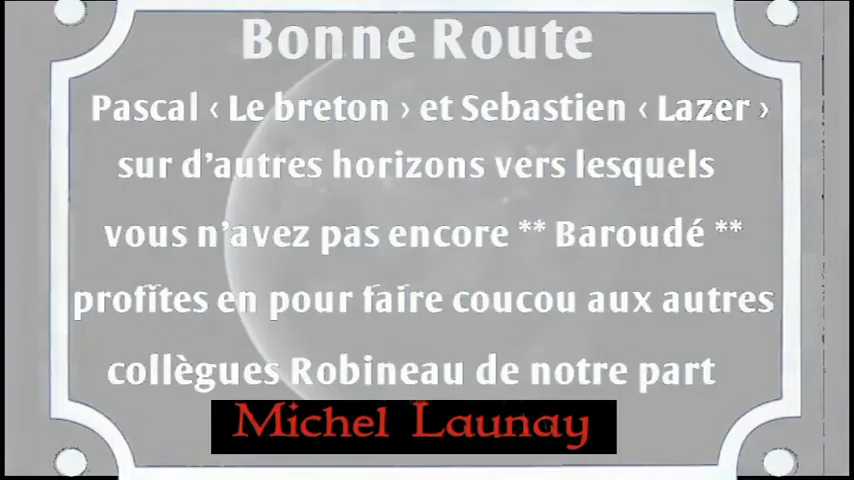 Bonne Route
Pascal ‹ Le breton › et Sebastien ‹ Lazer ›
sur d'autres horizons vers lesquels
vous n'avez pas encore ** Baroudé **
profites en pour faire coucou aux autres
collègues Robineau de notre part
Michel Launay